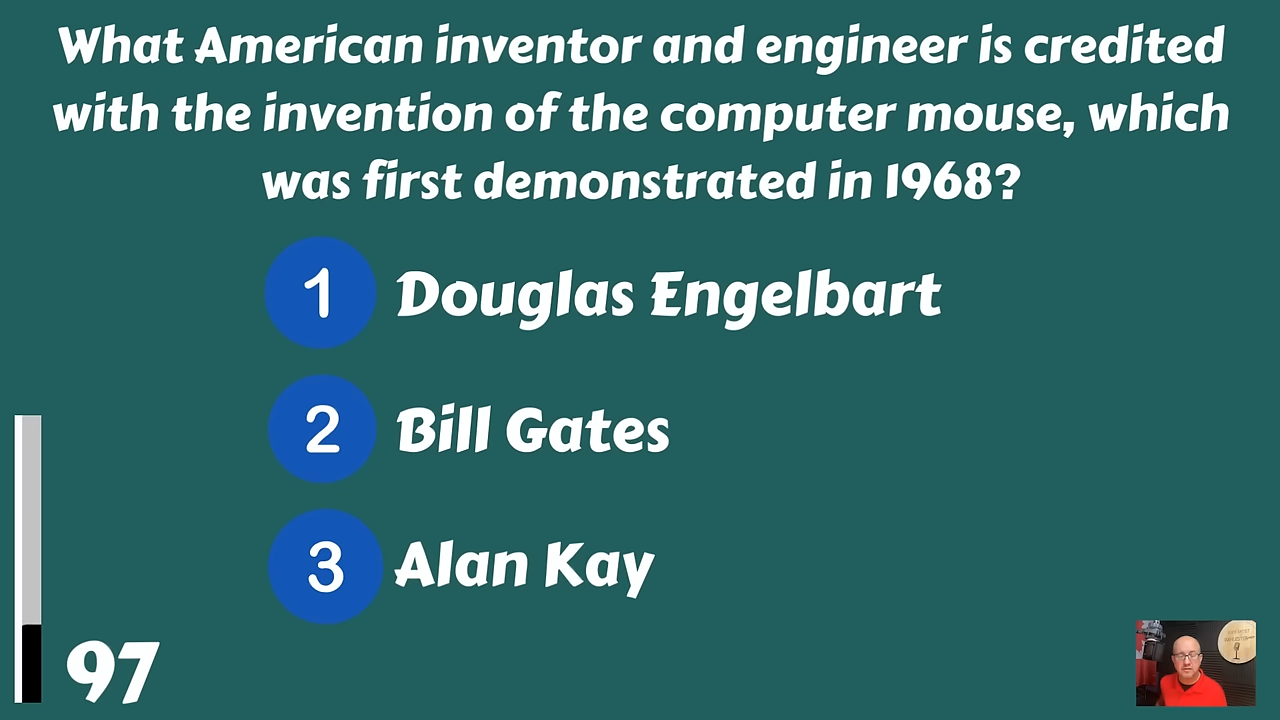 What American inventor and engineer is credited
with the invention of the computer mouse, which
was first demonstrated in 1968?
1 Douglas Engelbart
2 Bill Gates
3 Alan Kay
97